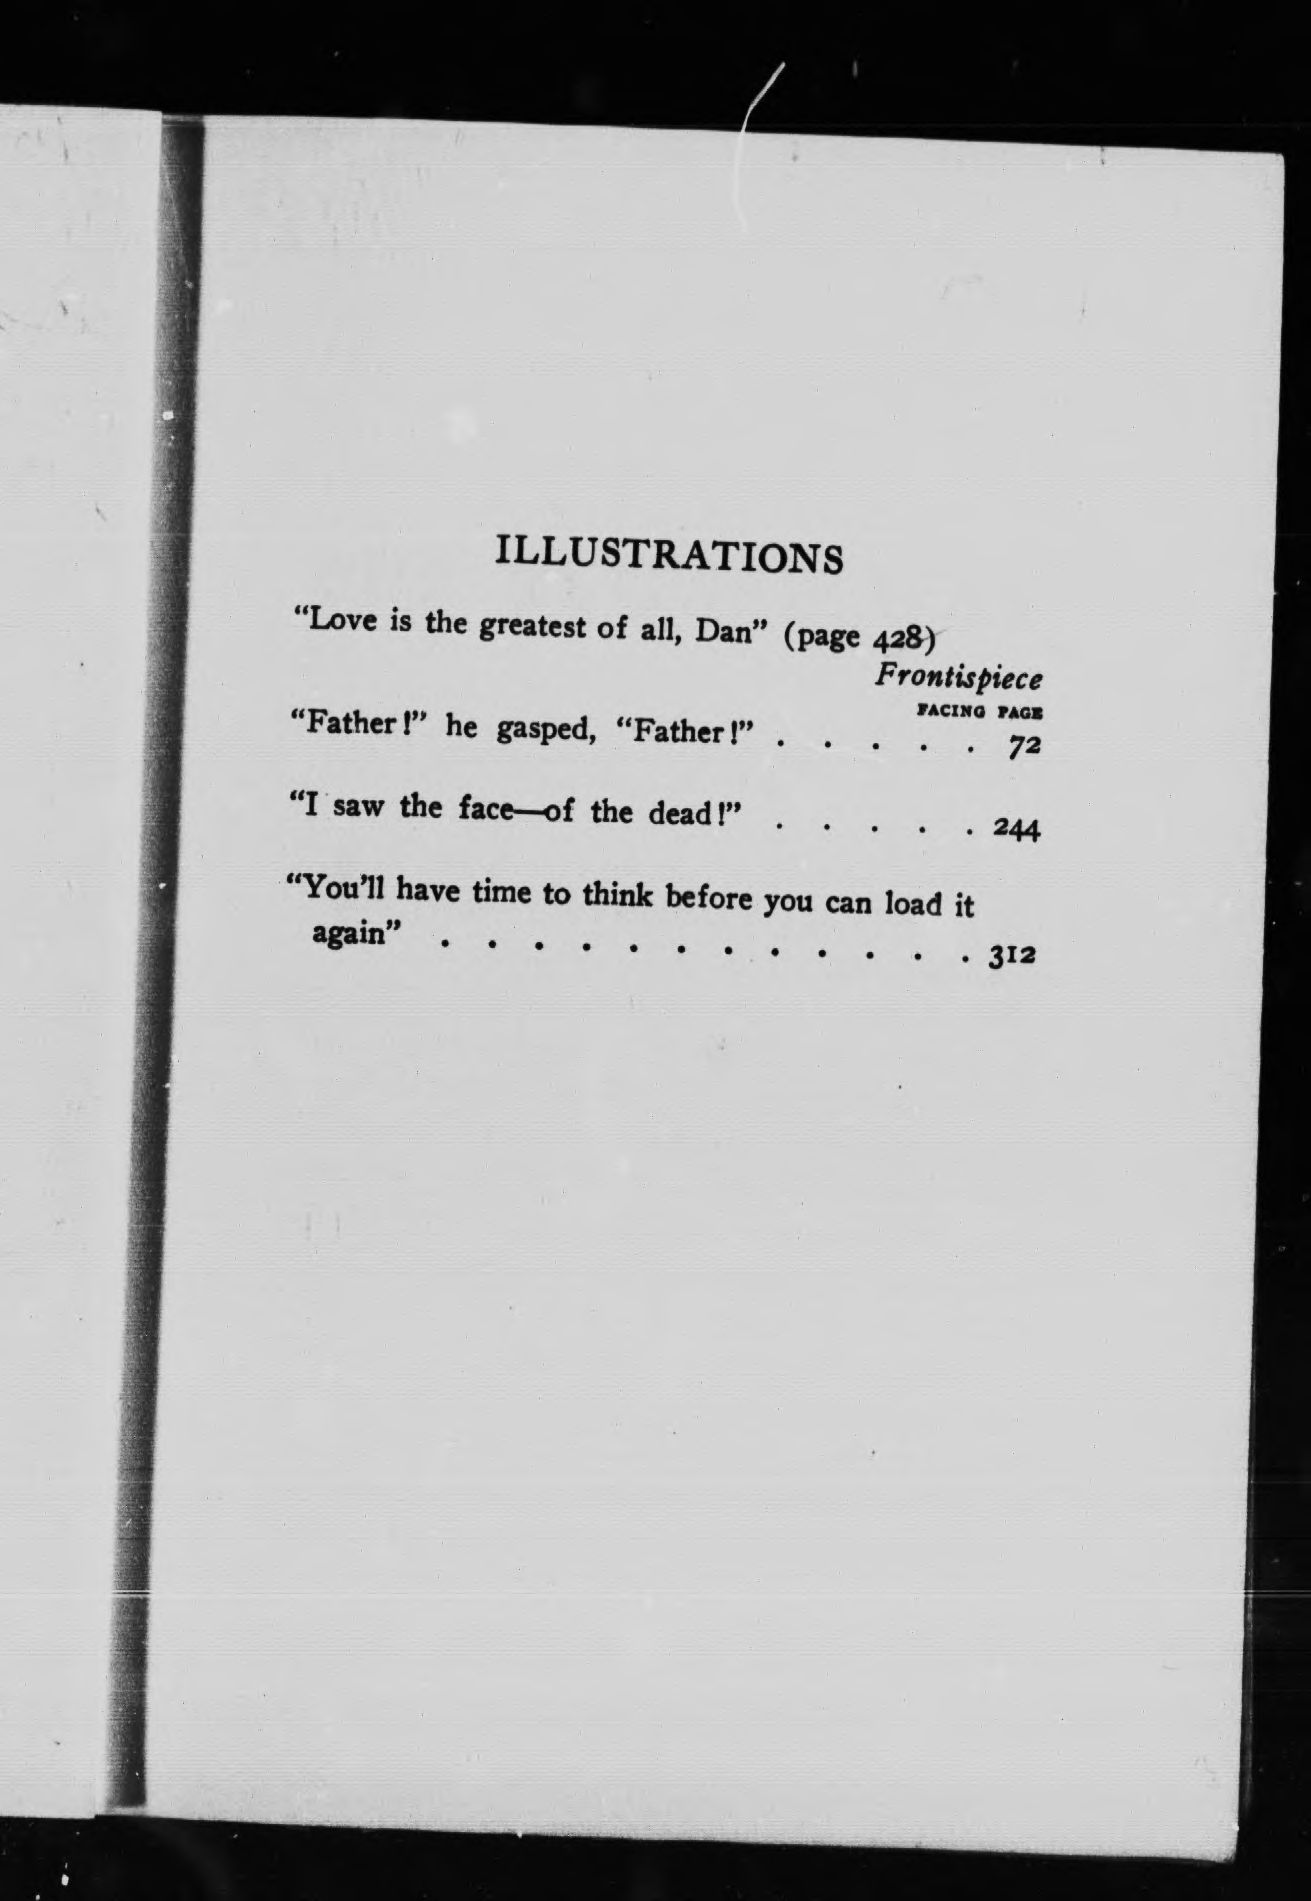 ILLUSTRATIONS
“Love is the greatest of all, Dan” (page 428)
Frontispiece
FACING PAGE
“Father!” he gasped, “Father!” . . . . . 72
“I saw the face—of the dead!” . . . . . 244
“You’ll have time to think before you can load it
again” . . . . . . . . . . . . 312